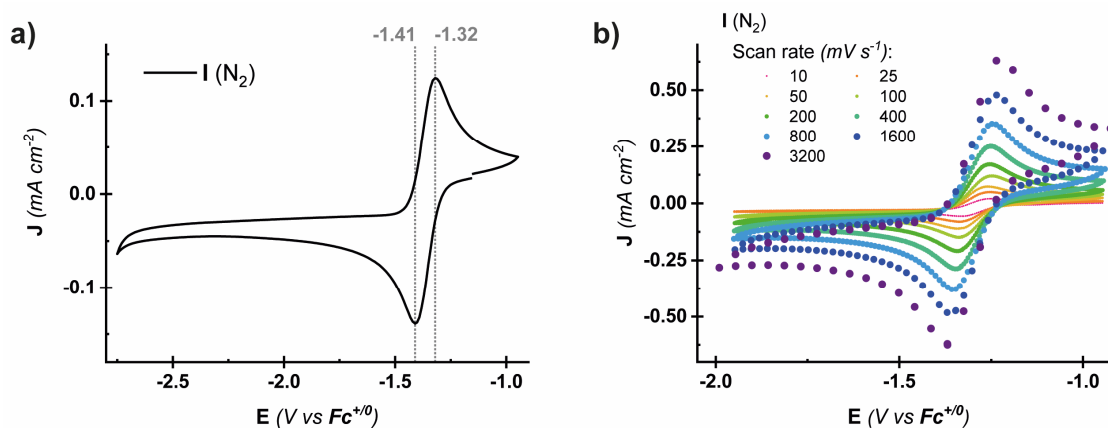 a)
-1.41
-1.32
I (N2)
0.1
0.0
-0.1
J (mA cm-2)
-2.5
-2.0
-1.5
-1.0
E (V vs Fc+/0)
b)
I (N2)
Scan rate (mV s-1):
10 25
50 100
200 400
800 1600
3200
0.50
0.25
0.00
-0.25
-0.50
J (mA cm-2)
-2.0
-1.5
-1.0
E (V vs Fc+/0)